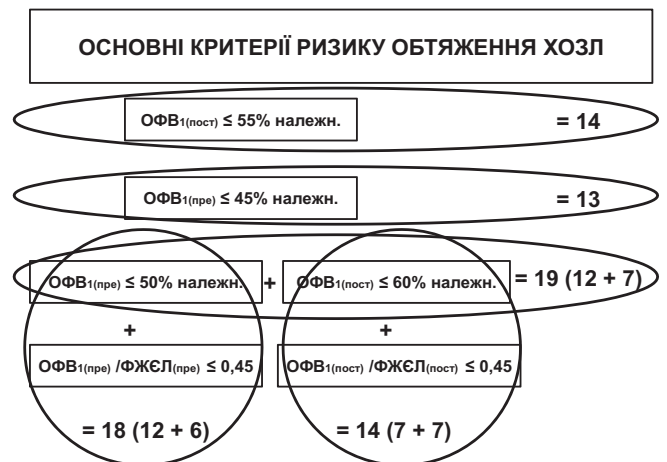 ОСНОВНІ КРИТЕРІЇ РИЗИКУ ОБТЯЖЕННЯ ХОЗЛ
ОФВ1(пост) ≤ 55% належн. = 14
ОФВ1(пре) ≤ 45% належн. = 13
ОФВ1(пре) ≤ 50% належн. + ОФВ1(пост) ≤ 60% належн. = 19 (12 + 7)
+ +
ОФВ1(пре) /ФЖЄЛ(пре) ≤ 0,45 ОФВ1(пост) /ФЖЄЛ(пост) ≤ 0,45
= 18 (12 + 6) = 14 (7 + 7)